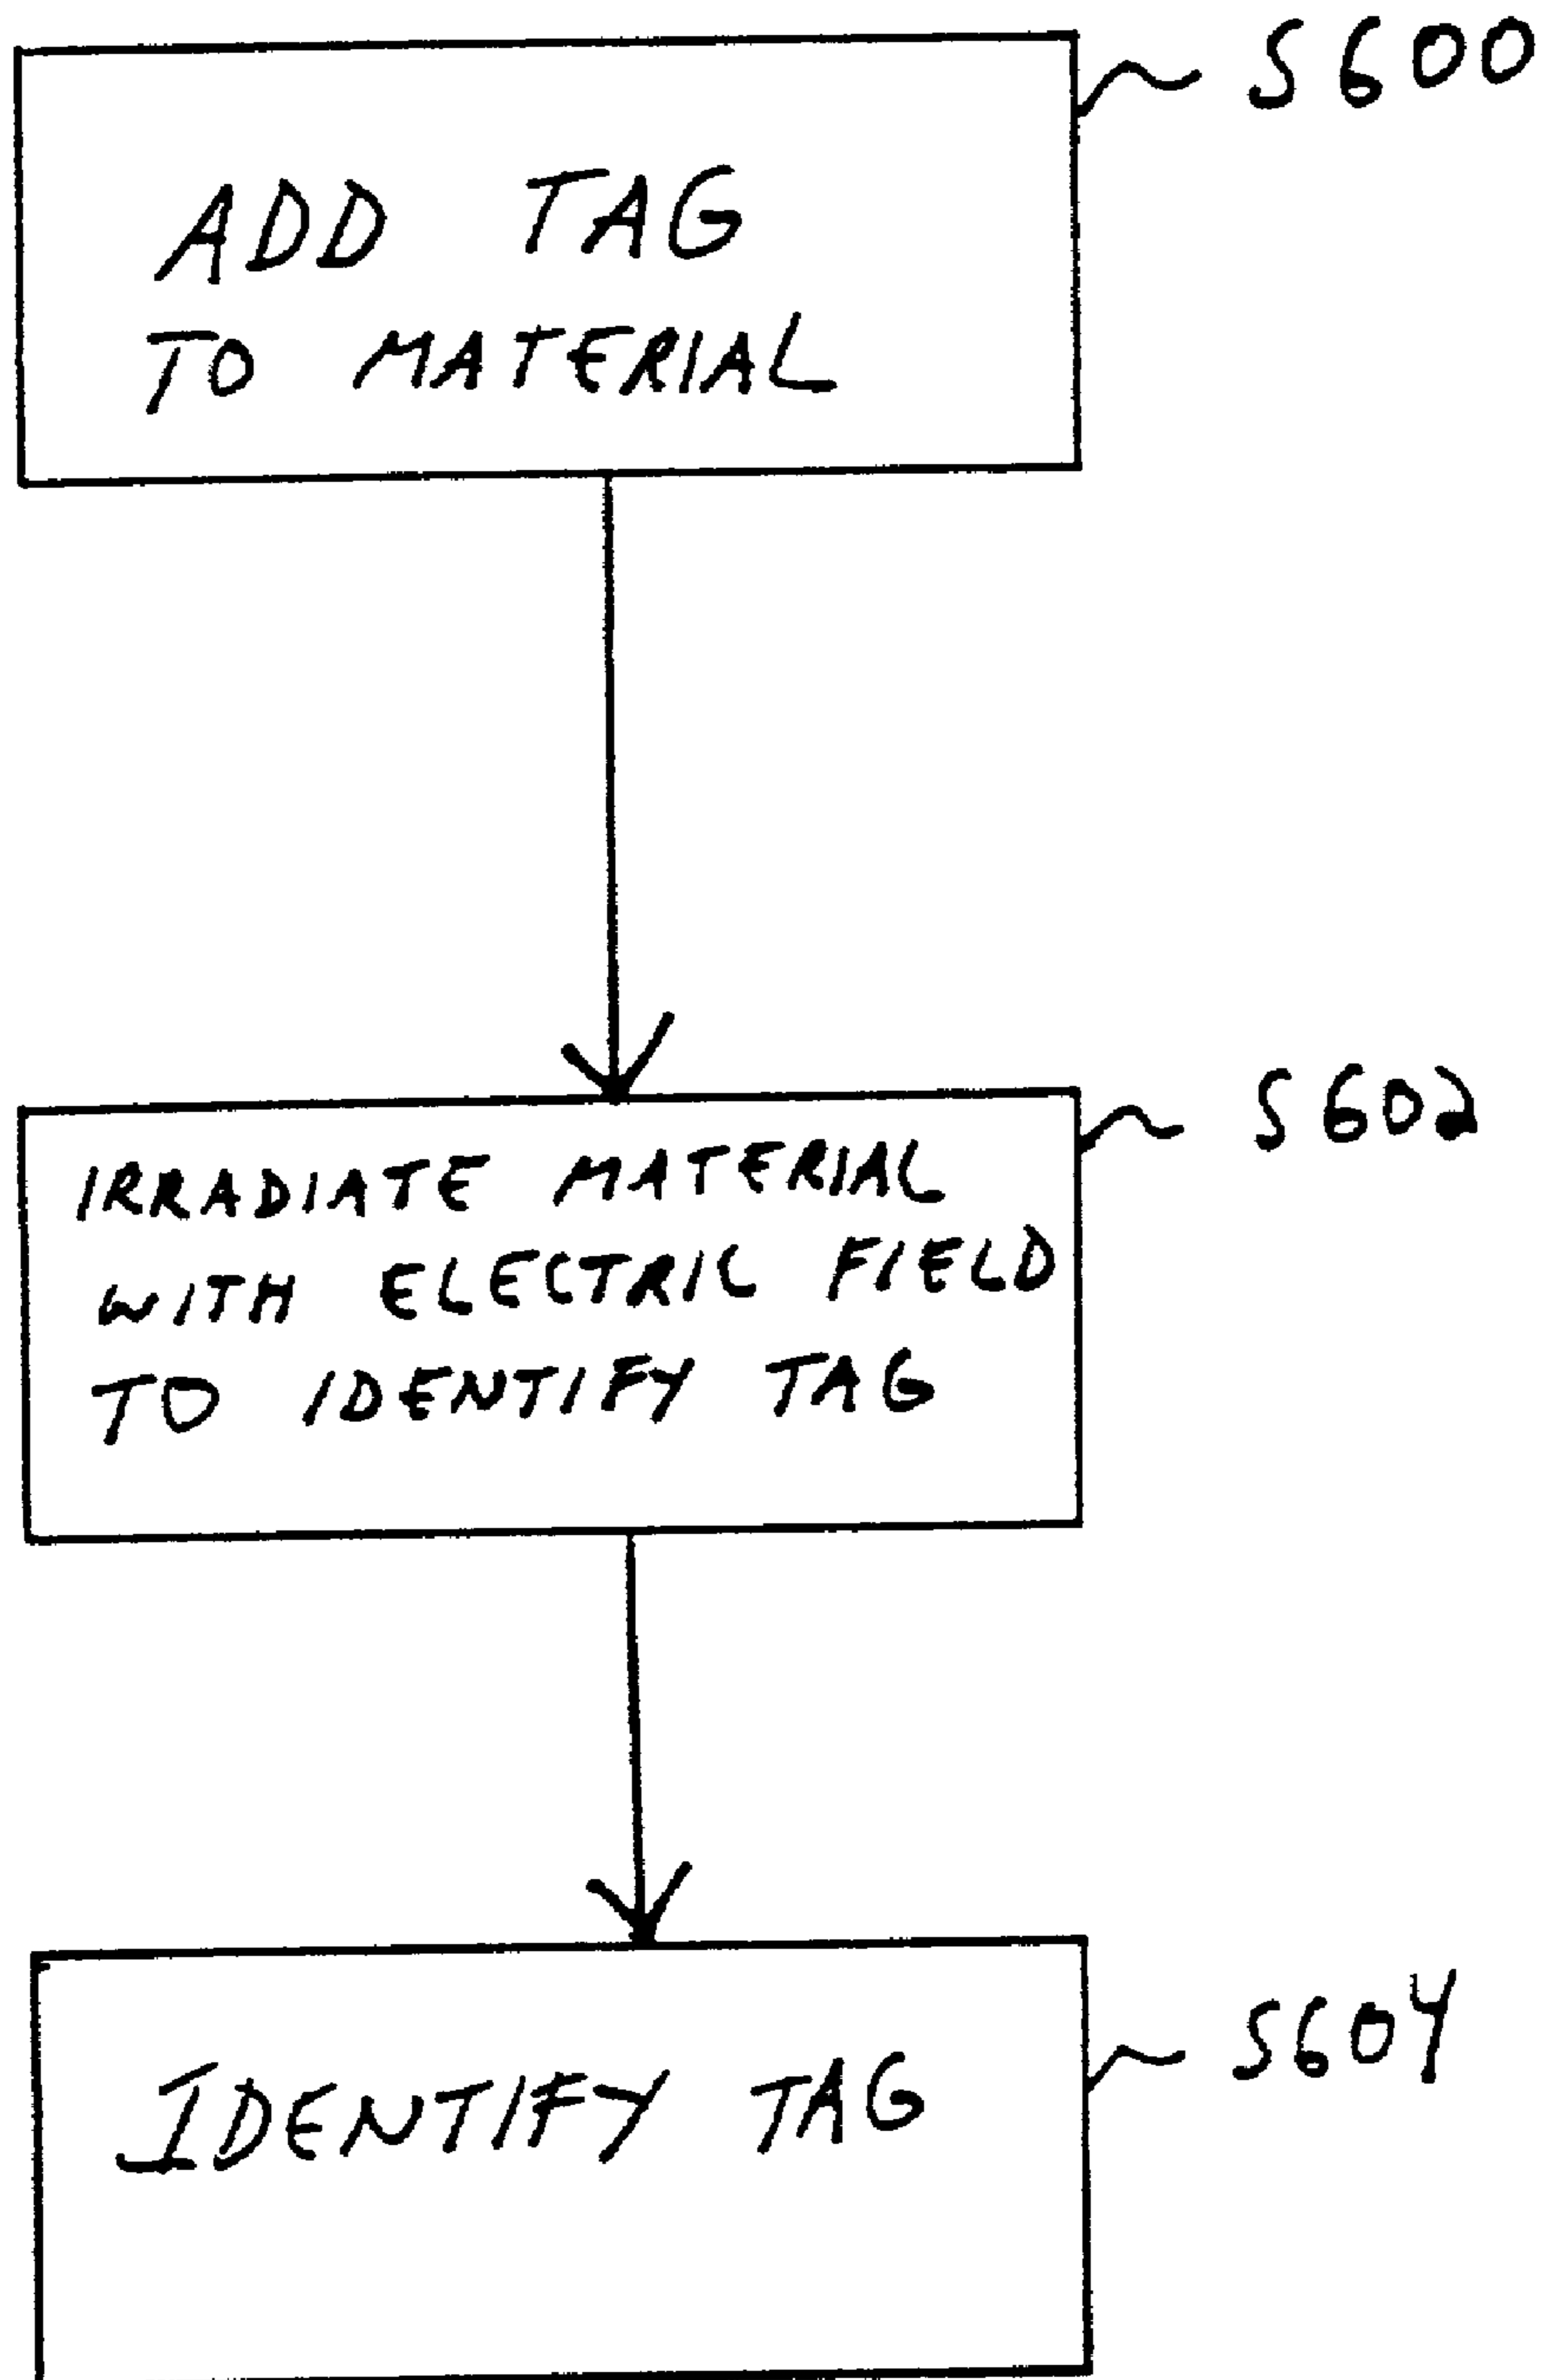 S600
ADD TAG
TO MATERIAL
S602
IRRADIATE MATERIAL
WITH ELECTRIC FIELD
TO IDENTIFY TAG
S604
IDENTIFY TAG